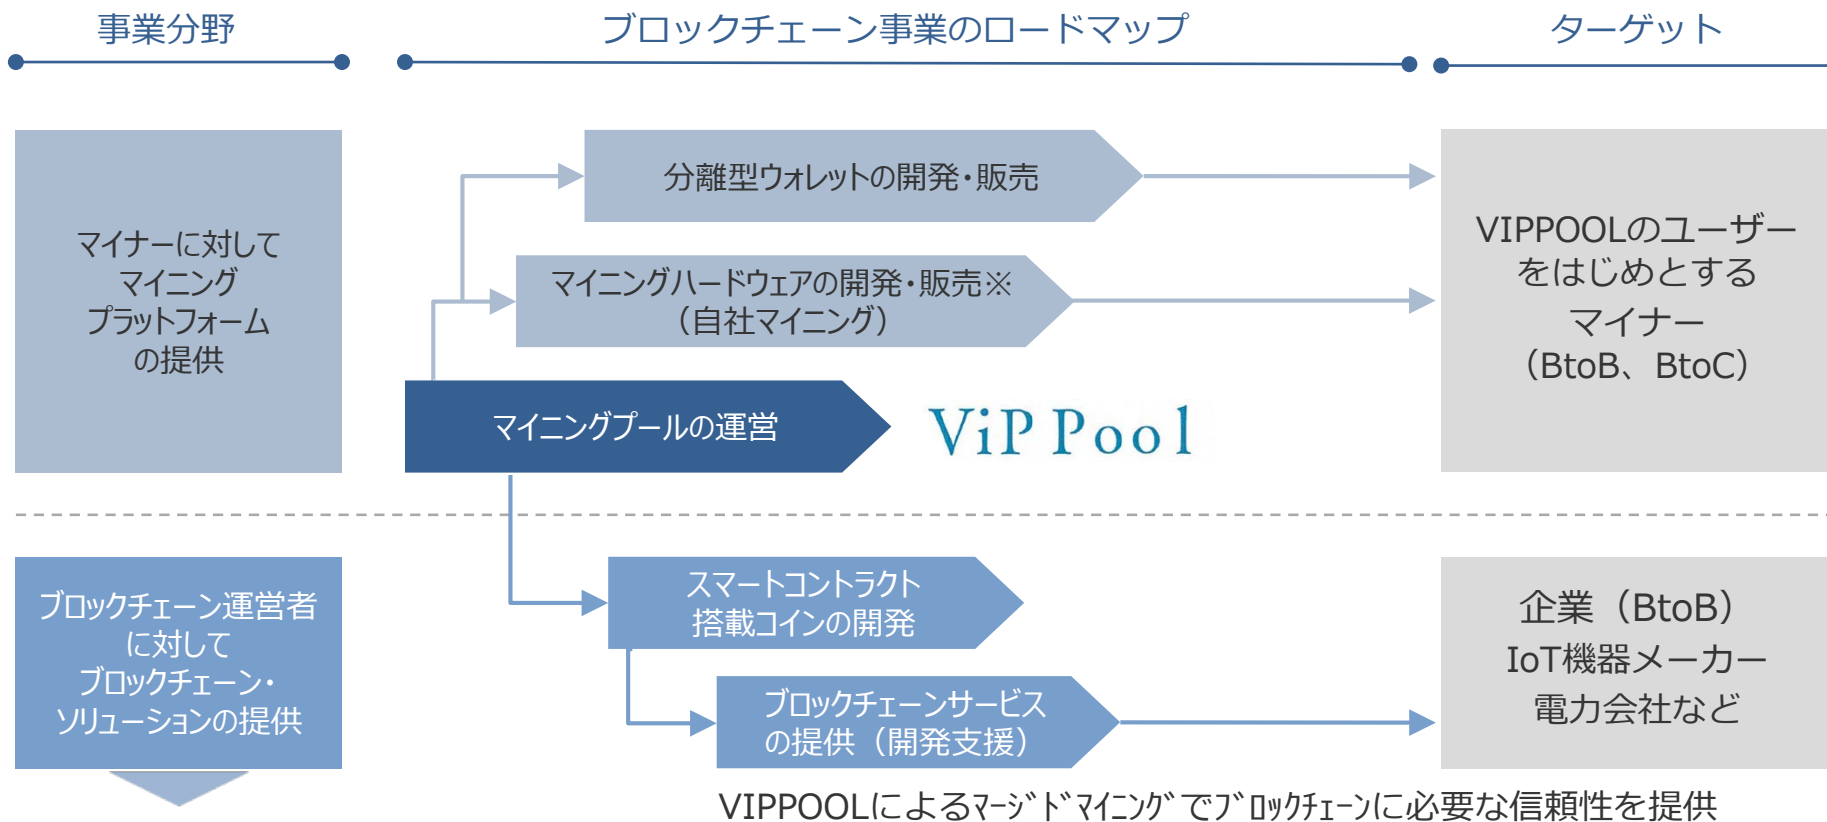 事業分野
ブロックチェーン事業のロードマップ
ターゲット
マイナーに対して
マイニング
プラットフォーム
の提供
分離型ウォレットの開発・販売
マイニングハードウェアの開発・販売※
（自社マイニング）
マイニングプールの運営
ViP Pool
VIPPOOLのユーザー
をはじめとする
マイナー
（BtoB、BtoC）
ブロックチェーン運営者
に対して
ブロックチェーン・
ソリューションの提供
スマートコントラクト
搭載コインの開発
ブロックチェーンサービス
の提供（開発支援）
企業（BtoB）
IoT機器メーカー
電力会社など
VIPPOOLによるﾏｰｼﾞﾄﾞﾏｲﾆﾝｸﾞでﾌﾞﾛｯｸﾁｪｰﾝに必要な信頼性を提供